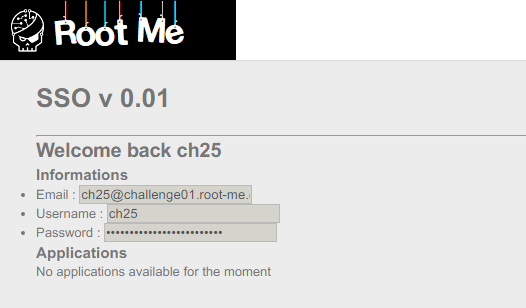 Root Me
SSO v 0.01
Welcome back ch25
Informations
Email : ch25@challenge01.root-me.
Username : ch25
Password : •••••••••••••••••••••••••
Applications
No applications available for the moment